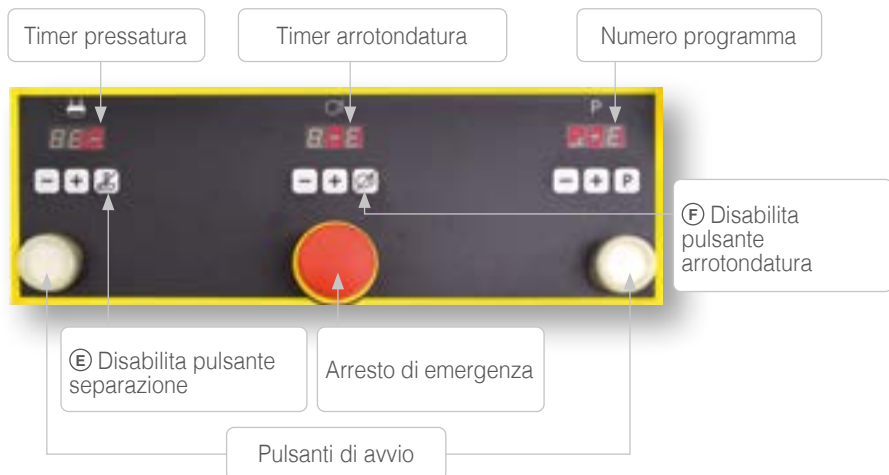 Timer pressatura
Timer arrotondatura
Numero programma
P
- + 
- + 
- + P
Ⓕ Disabilita
pulsante
arrotondatura
Ⓔ Disabilita pulsante
separazione
Arresto di emergenza
Pulsanti di avvio